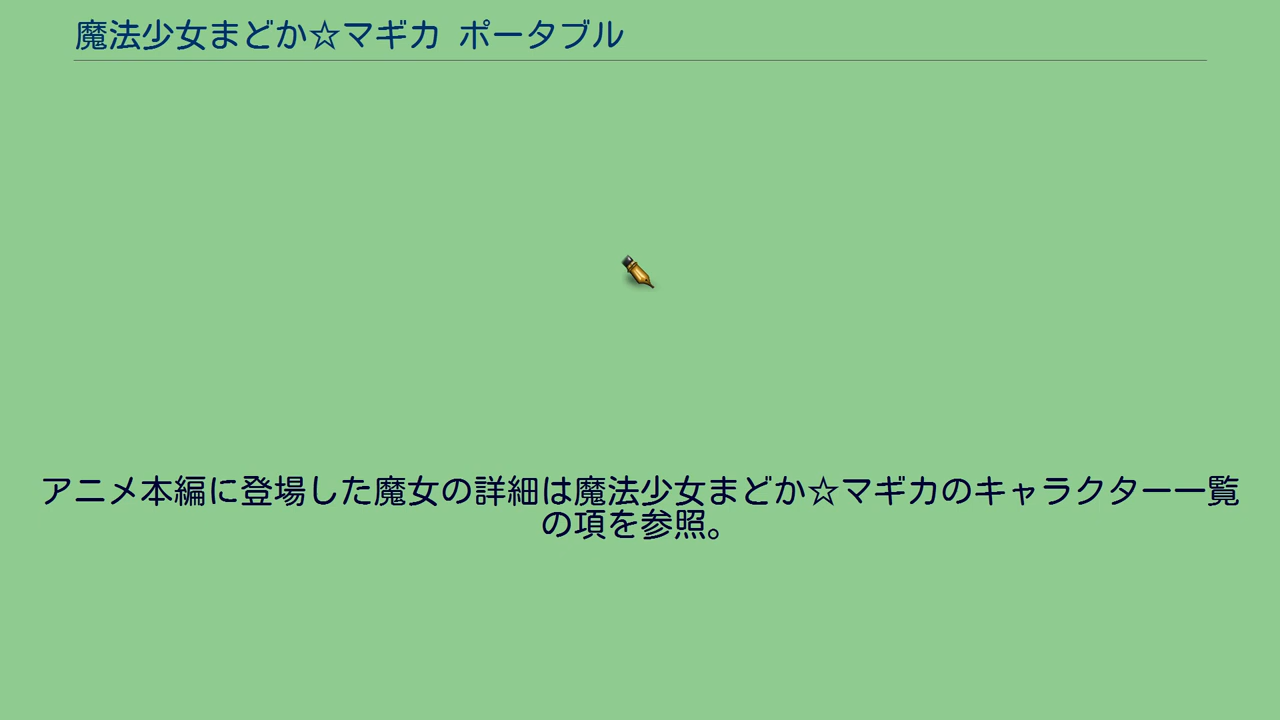 魔法少女まどか☆マギカ ポータブル
アニメ本編に登場した魔女の詳細は魔法少女まどか☆マギカのキャラクター一覧
の項を参照。